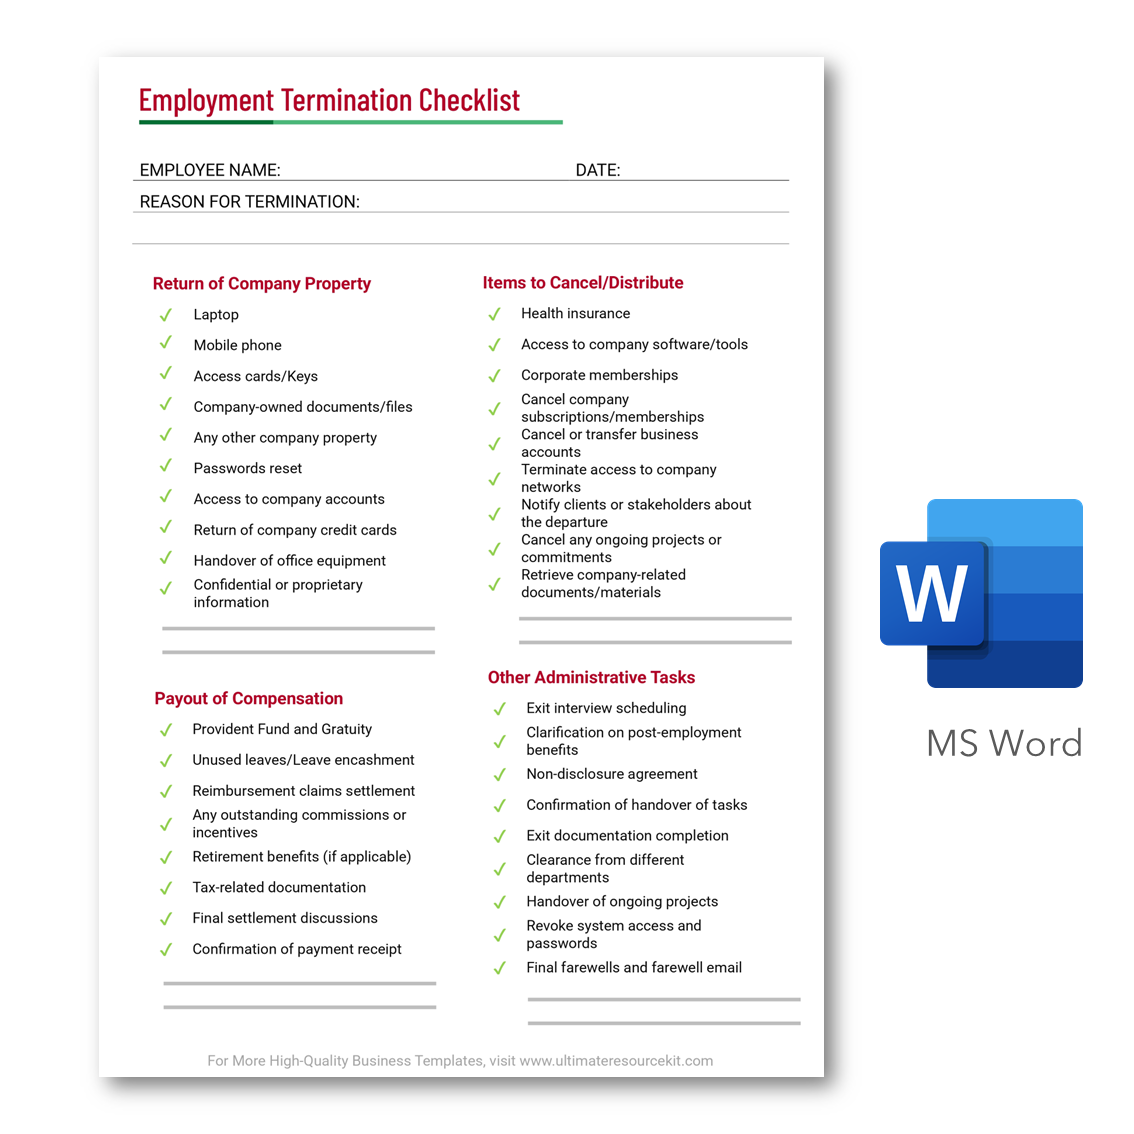 Employment Termination Checklist
EMPLOYEE NAME: DATE:
REASON FOR TERMINATION:
Return of Company Property
Laptop
Mobile phone
Access cards/Keys
Company-owned documents/files
Any other company property
Passwords reset
Access to company accounts
Return of company credit cards
Handover of office equipment
Confidential or proprietary
information
Items to Cancel/Distribute
Health insurance
Access to company software/tools
Corporate memberships
Cancel company
subscriptions/memberships
Cancel or transfer business
accounts
Terminate access to company
networks
Notify clients or stakeholders about
the departure
Cancel any ongoing projects or
commitments
Retrieve company-related
documents/materials
Payout of Compensation
Provident Fund and Gratuity
Unused leaves/Leave encashment
Reimbursement claims settlement
Any outstanding commissions or
incentives
Retirement benefits (if applicable)
Tax-related documentation
Final settlement discussions
Confirmation of payment receipt
Other Administrative Tasks
Exit interview scheduling
Clarification on post-employment
benefits
Non-disclosure agreement
Confirmation of handover of tasks
Exit documentation completion
Clearance from different
departments
Handover of ongoing projects
Revoke system access and
passwords
Final farewells and farewell email
For More High-Quality Business Templates, visit www.ultimateresourcekit.com
W
MS Word